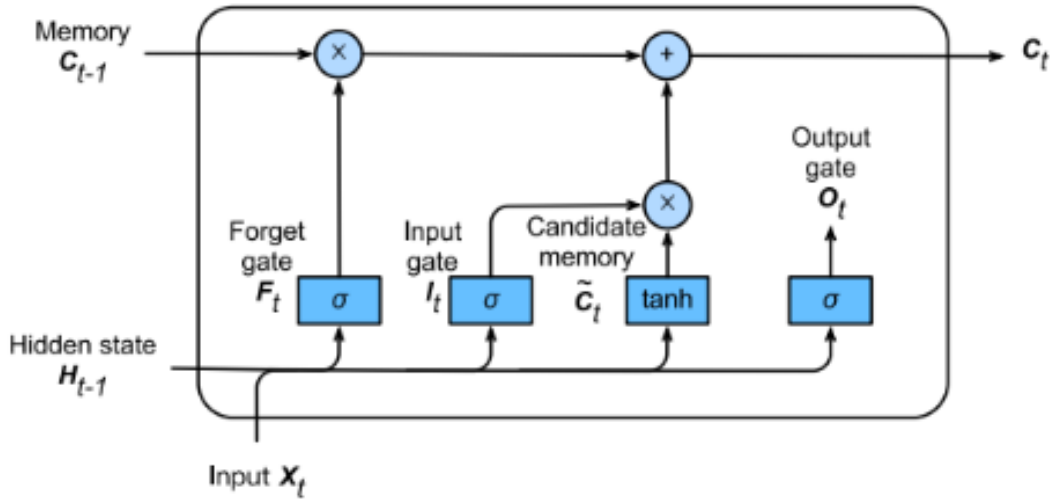 Memory
C_{t-1}
×
+
C_t
Output
gate
O_t
×
Forget
gate
F_t
σ
Input
gate
I_t
σ
Candidate
memory
C̃_t
tanh
σ
Hidden state
H_{t-1}
Input X_t